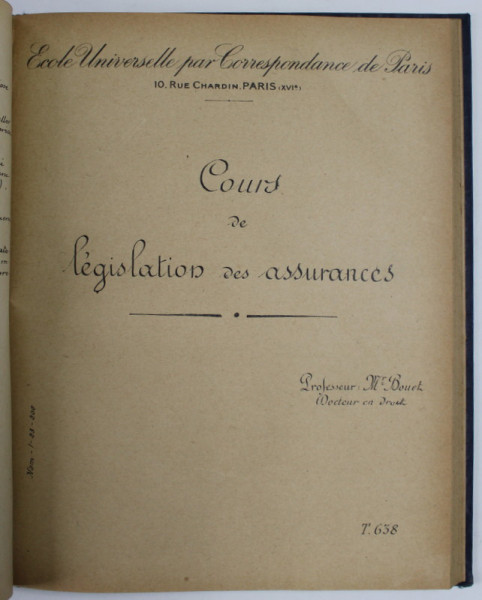 Ecole Universelle par Correspondance de Paris
10, RUE CHARDIN, PARIS (XVIe)
Cours
de
législation des assurances
Professeur: Mr. Bouet
Docteur en droit
T. 638